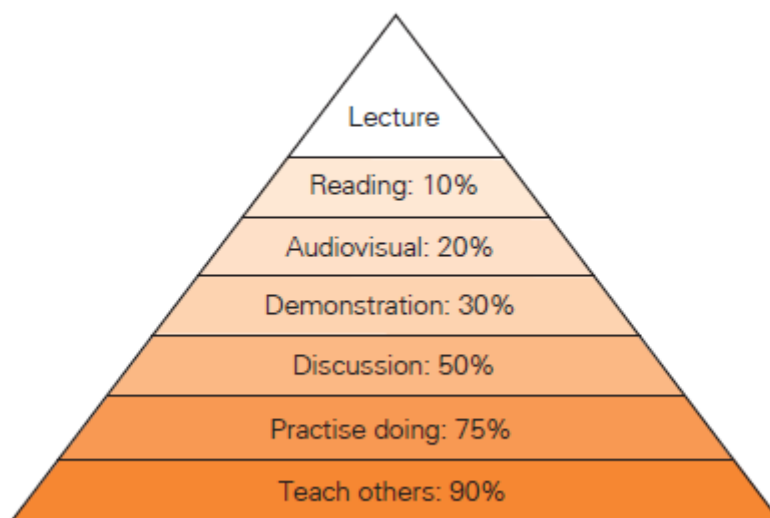 Lecture
Reading: 10%
Audiovisual: 20%
Demonstration: 30%
Discussion: 50%
Practise doing: 75%
Teach others: 90%